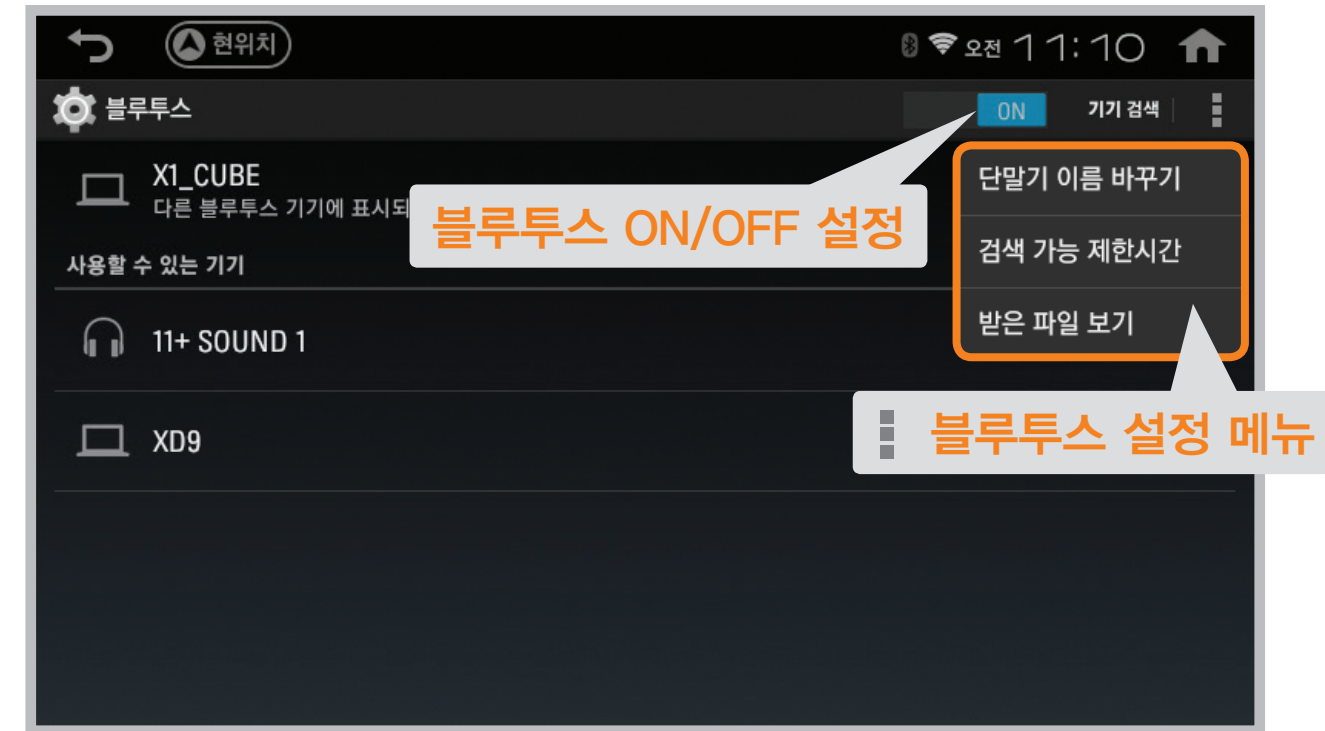 현위치
오전 11:10
블루투스
ON
기기 검색
X1_CUBE
다른 블루투스 기기에 표시되
블루투스 ON/OFF 설정
단말기 이름 바꾸기
검색 가능 제한시간
받은 파일 보기
사용할 수 있는 기기
11+ SOUND 1
블루투스 설정 메뉴
XD9